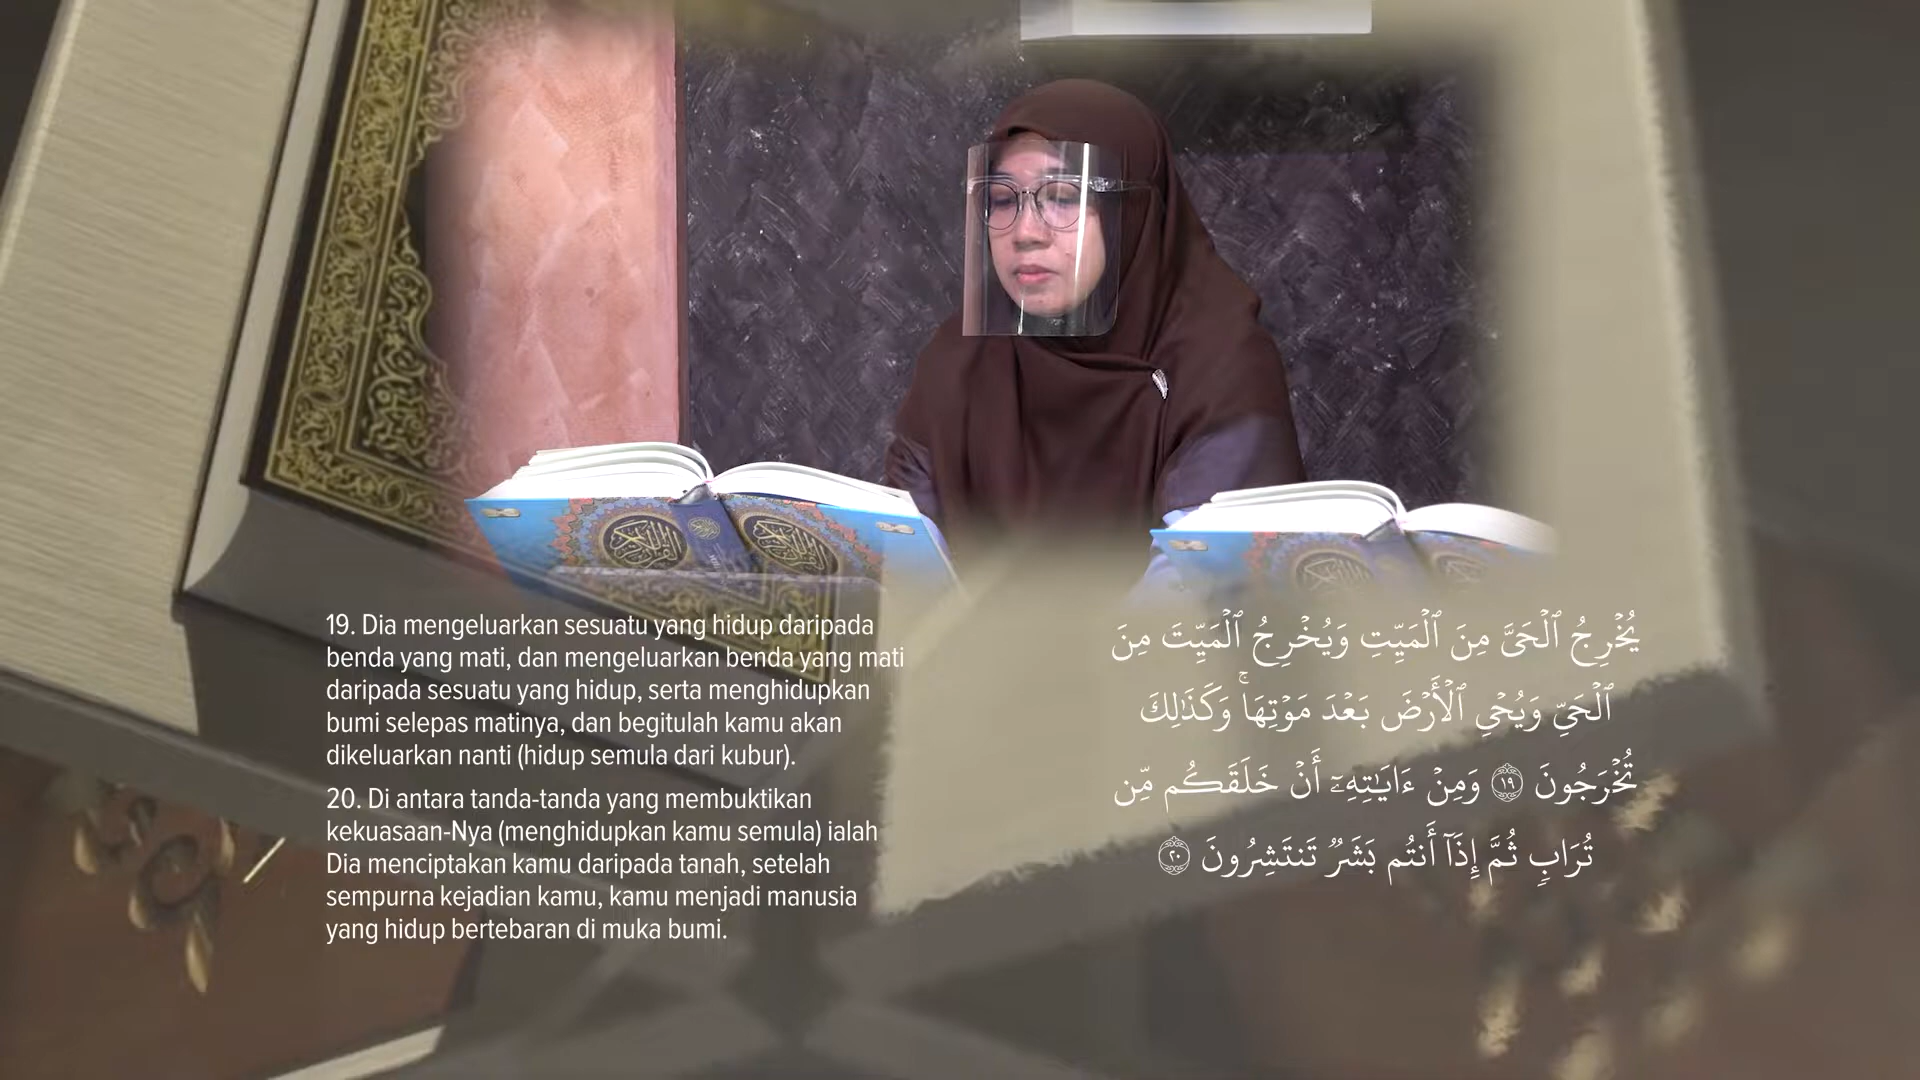 19. Dia mengeluarkan sesuatu yang hidup daripada
benda yang mati, dan mengeluarkan benda yang mati
daripada sesuatu yang hidup, serta menghidupkan
bumi selepas matinya, dan begitulah kamu akan
dikeluarkan nanti (hidup semula dari kubur).
20. Di antara tanda-tanda yang membuktikan
kekuasaan-Nya (menghidupkan kamu semula) ialah
Dia menciptakan kamu daripada tanah, setelah
sempurna kejadian kamu, kamu menjadi manusia
yang hidup bertebaran di muka bumi.
يُخْرِجُ ٱلْحَىَّ مِنَ ٱلْمَيِّتِ وَيُخْرِجُ ٱلْمَيِّتَ مِنَ
ٱلْحَىِّ وَيُحْىِ ٱلْأَرْضَ بَعْدَ مَوْتِهَا ۚ وَكَذَٰلِكَ
تُخْرَجُونَ ١٩ وَمِنْ ءَايَـٰتِهِۦٓ أَنْ خَلَقَكُم مِّن
تُرَابٍ ثُمَّ إِذَآ أَنتُم بَشَرٌ تَنتَشِرُونَ ٢٠